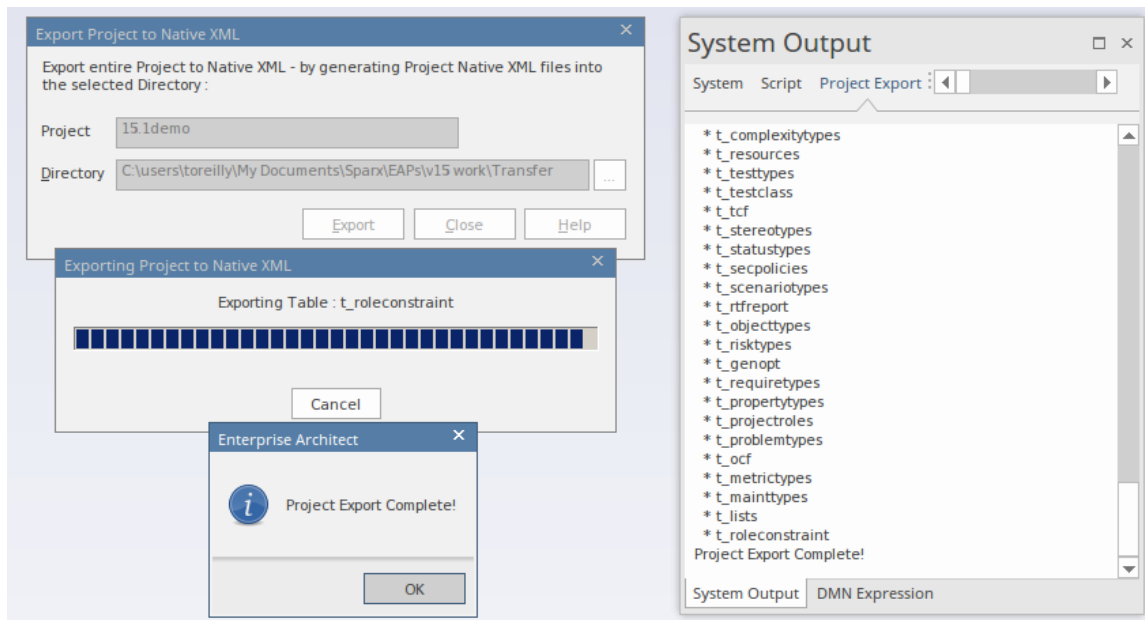 Export Project to Native XML
Export entire Project to Native XML - by generating Project Native XML files into
the selected Directory :
Project
15.1demo
Directory
C:\users\toreilly\My Documents\Sparx\EAPs\v15 work\Transfer
...
Export
Close
Help
Exporting Project to Native XML
Exporting Table : t_roleconstraint
Cancel
Enterprise Architect
Project Export Complete!
OK
System Output
System Script Project Export
* t_complexitytypes
* t_resources
* t_testtypes
* t_testclass
* t_tcf
* t_stereotypes
* t_statustypes
* t_secpolicies
* t_scenariotypes
* t_rtfreport
* t_objecttypes
* t_risktypes
* t_genopt
* t_requiretypes
* t_propertytypes
* t_projectroles
* t_problemtypes
* t_ocf
* t_metrictypes
* t_mainttypes
* t_lists
* t_roleconstraint
Project Export Complete!
System Output DMN Expression